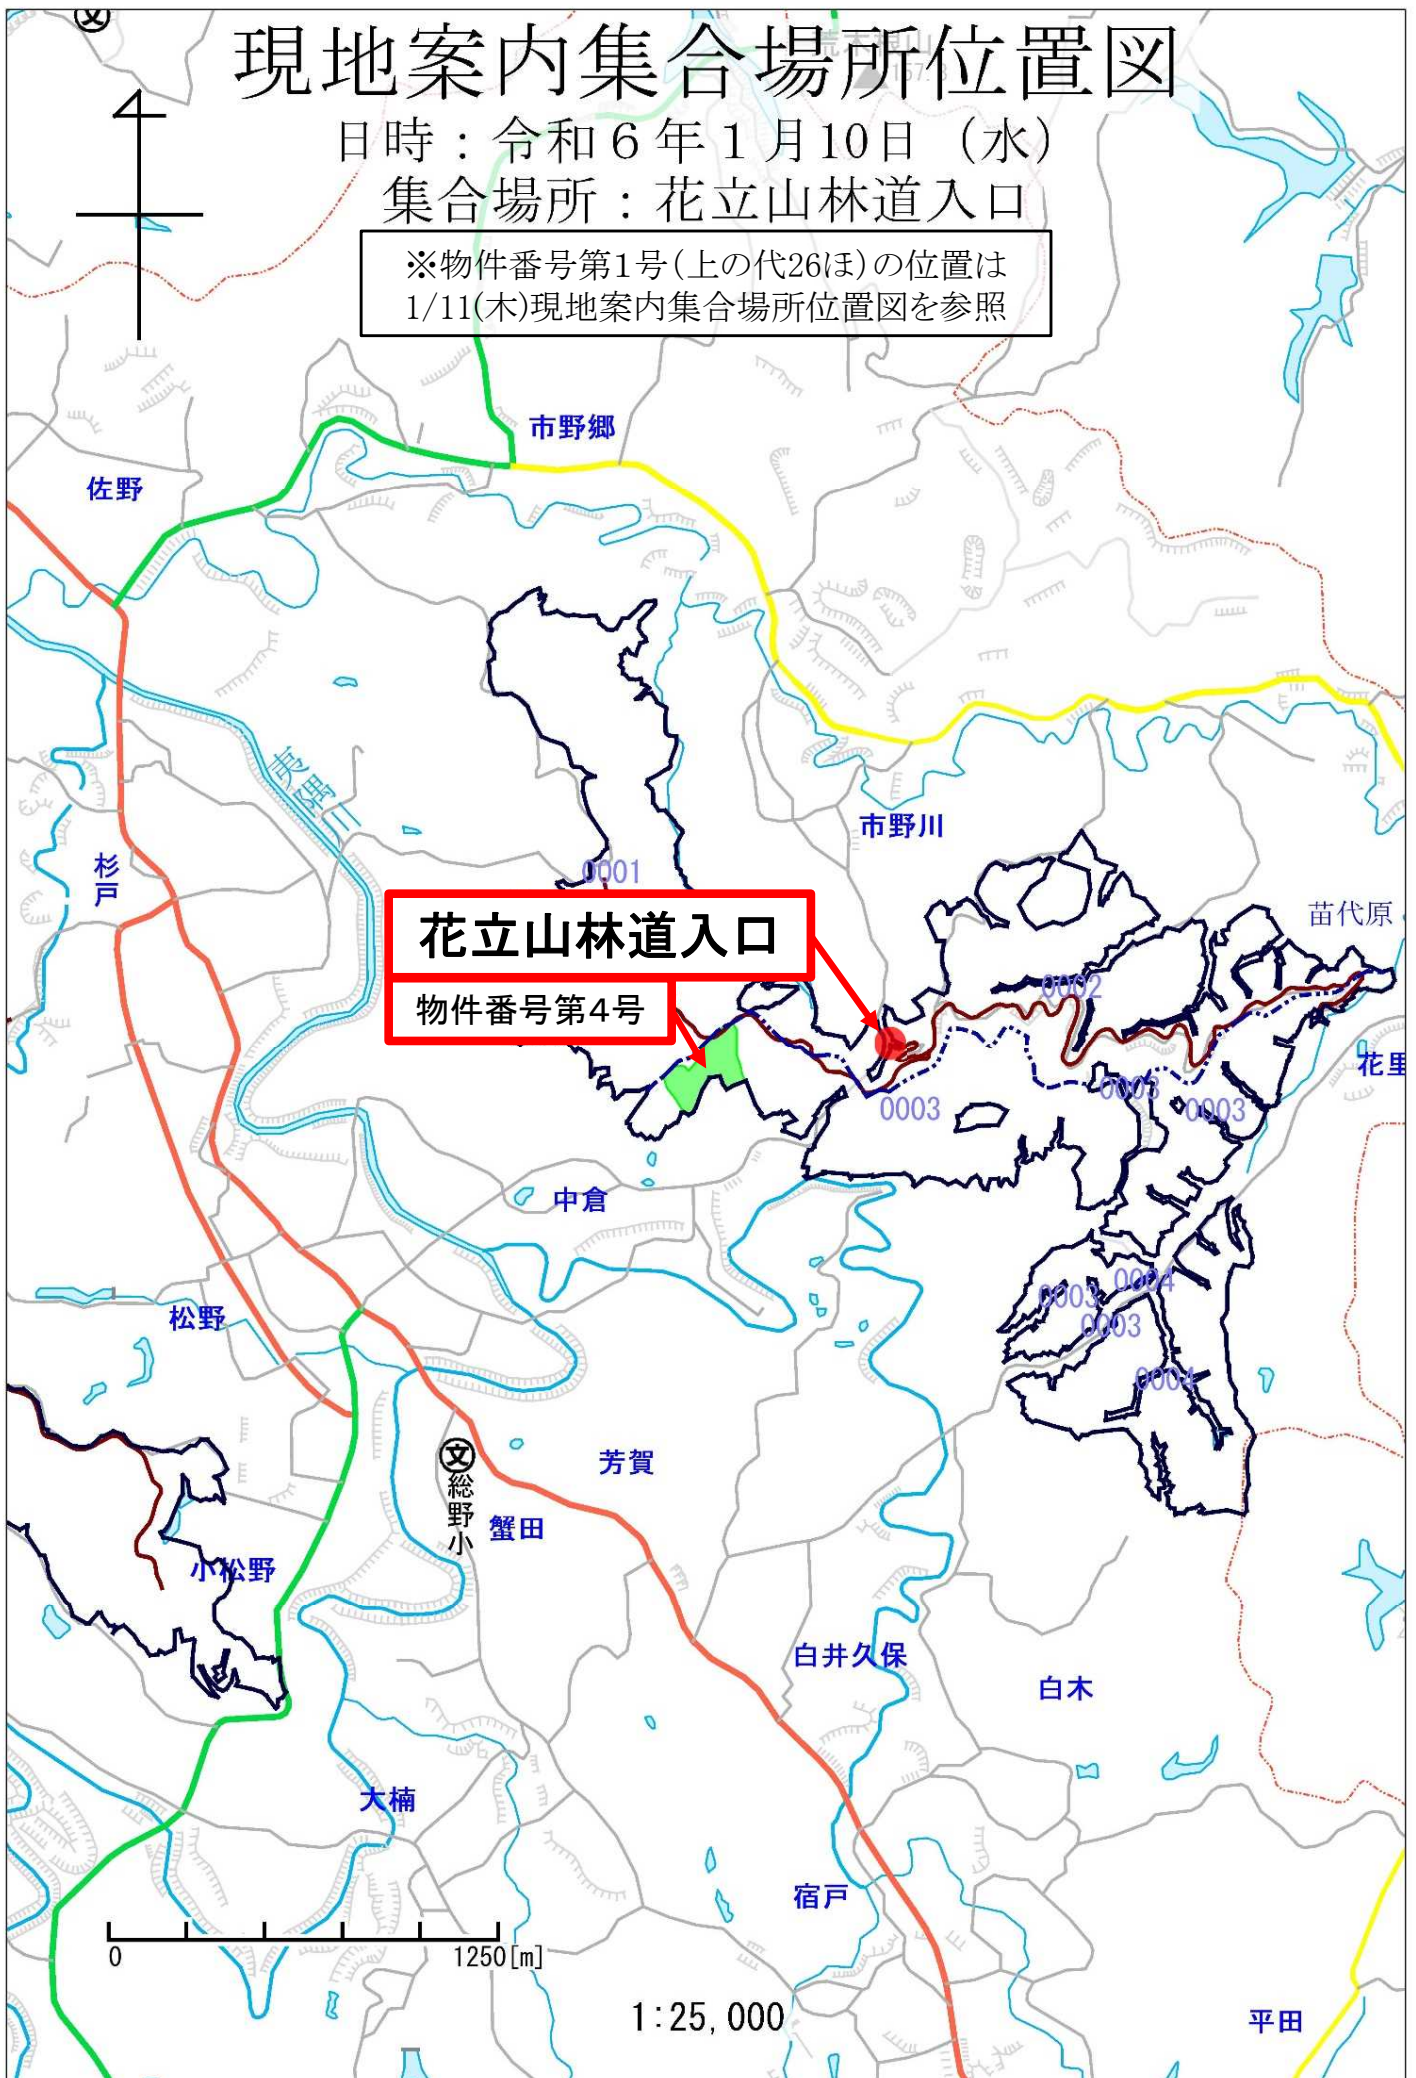 現地案内集合場所位置図
日時：令和６年１月10日（水）
集合場所：花立山林道入口
※物件番号第1号（上の代26ほ）の位置は
1/11(木)現地案内集合場所位置図を参照
市野郷
佐野
夷隅川
市野川
杉戸
0001
花立山林道入口
物件番号第4号
苗代原
0002
花里
0003
0003
0003
中倉
0004
0003
0003
松野
0004
文
総野小
芳賀
蟹田
小松野
白井久保
白木
大楠
宿戸
0
1250[m]
1:25,000
平田